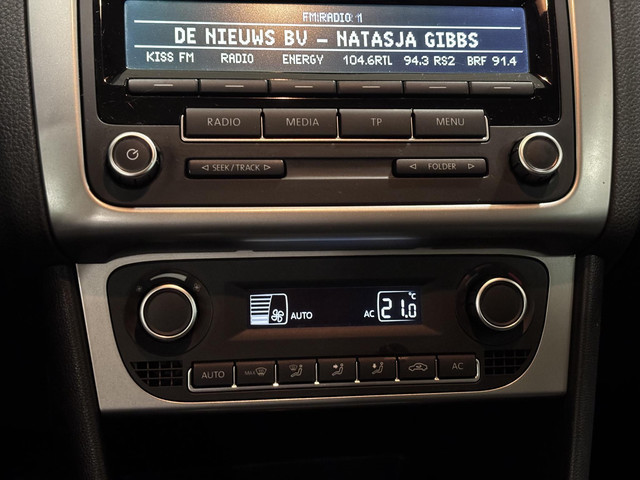 FM:RADIO 1
DE NIEUWS BV – NATASJA GIBBS
KISS FM RADIO ENERGY 104.6RTL 94.3 RS2 BRF 91.4
RADIO MEDIA TP MENU
◁ SEEK / TRACK ▷ ◁ FOLDER ▷
AUTO AC 21.0 °C
AUTO MAX AC